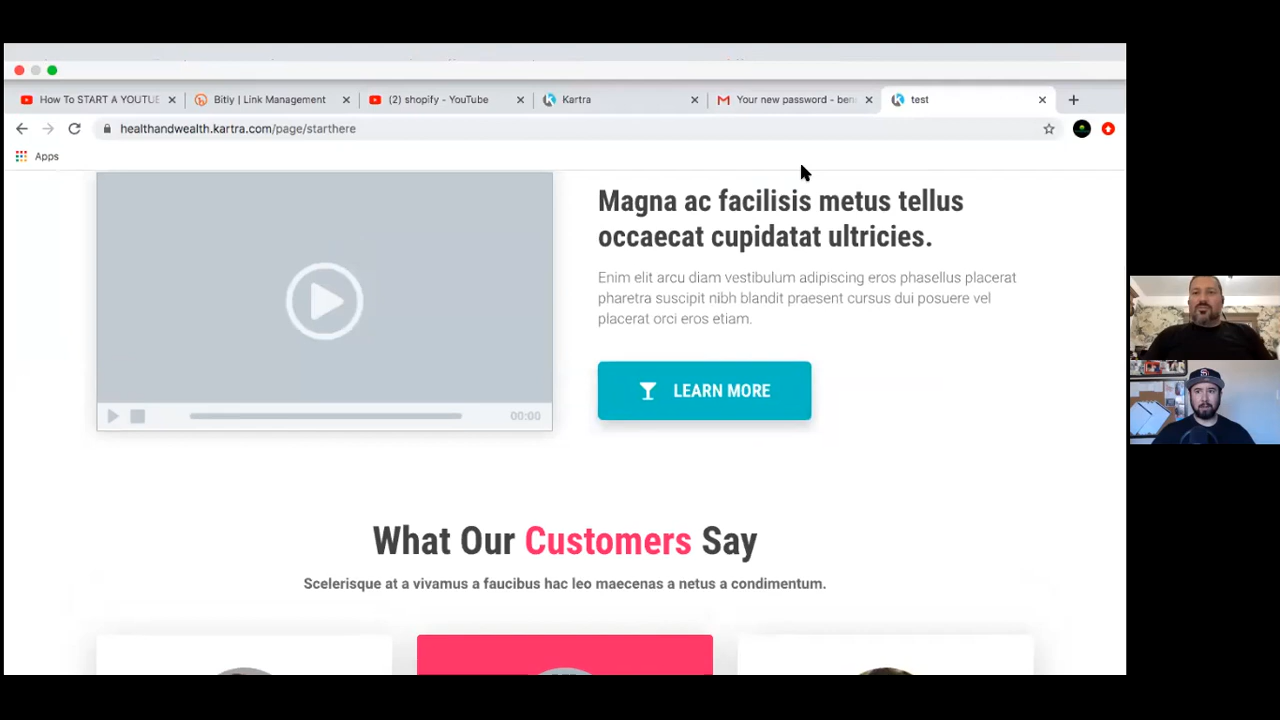 How To START A YOUTUB
Bitly | Link Management
(2) shopify - YouTube
Kartra
Your new password - ben
test
healthandwealth.kartra.com/page/starthere
Apps
Magna ac facilisis metus tellus
occaecat cupidatat ultricies.
Enim elit arcu diam vestibulum adipiscing eros phasellus placerat
pharetra suscipit nibh blandit praesent cursus dui posuere vel
placerat orci eros etiam.
LEARN MORE
00:00
What Our Customers Say
Scelerisque at a vivamus a faucibus hac leo maecenas a netus a condimentum.